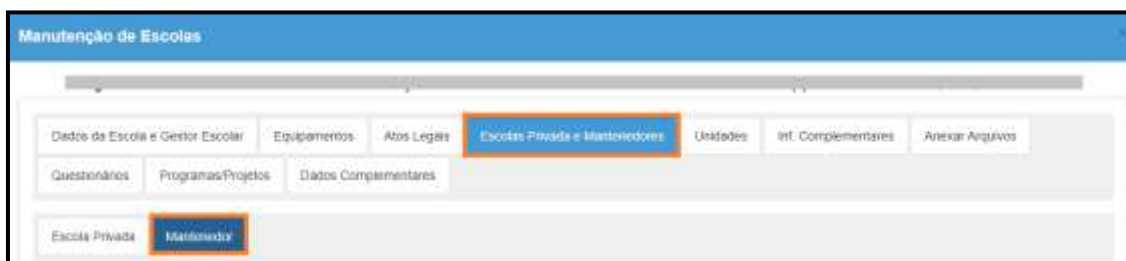 Manutenção de Escolas
Dados da Escola e Gestor Escolar Equipamentos Atos Legais Escolas Privada e Mantenedores Unidades Inf. Complementares Anexar Arquivos
Questionários Programas/Projetos Dados Complementares
Escola Privada Mantenedor